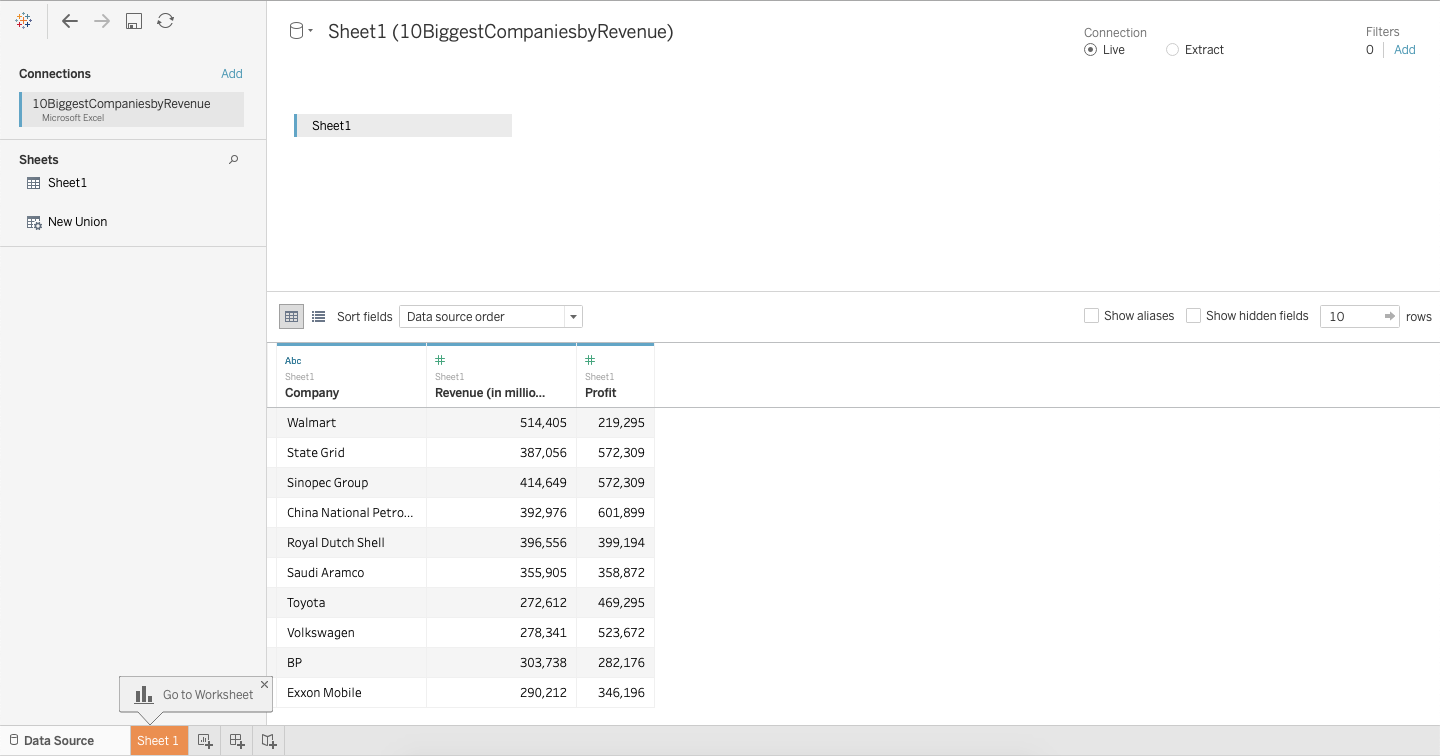 Sheet1 (10BiggestCompaniesbyRevenue)
Connection
Live
Extract
Filters
0
Add
Connections
Add
10BiggestCompaniesbyRevenue
Microsoft Excel
Sheets
Sheet1
New Union
Sheet1
Sort fields
Data source order
Show aliases
Show hidden fields
10
rows
Abc
Sheet1
Company
#
Sheet1
Revenue (in millio...
#
Sheet1
Profit
Walmart 514,405 219,295
State Grid 387,056 572,309
Sinopec Group 414,649 572,309
China National Petro... 392,976 601,899
Royal Dutch Shell 396,556 399,194
Saudi Aramco 355,905 358,872
Toyota 272,612 469,295
Volkswagen 278,341 523,672
BP 303,738 282,176
Exxon Mobile 290,212 346,196
Go to Worksheet
Data Source
Sheet 1